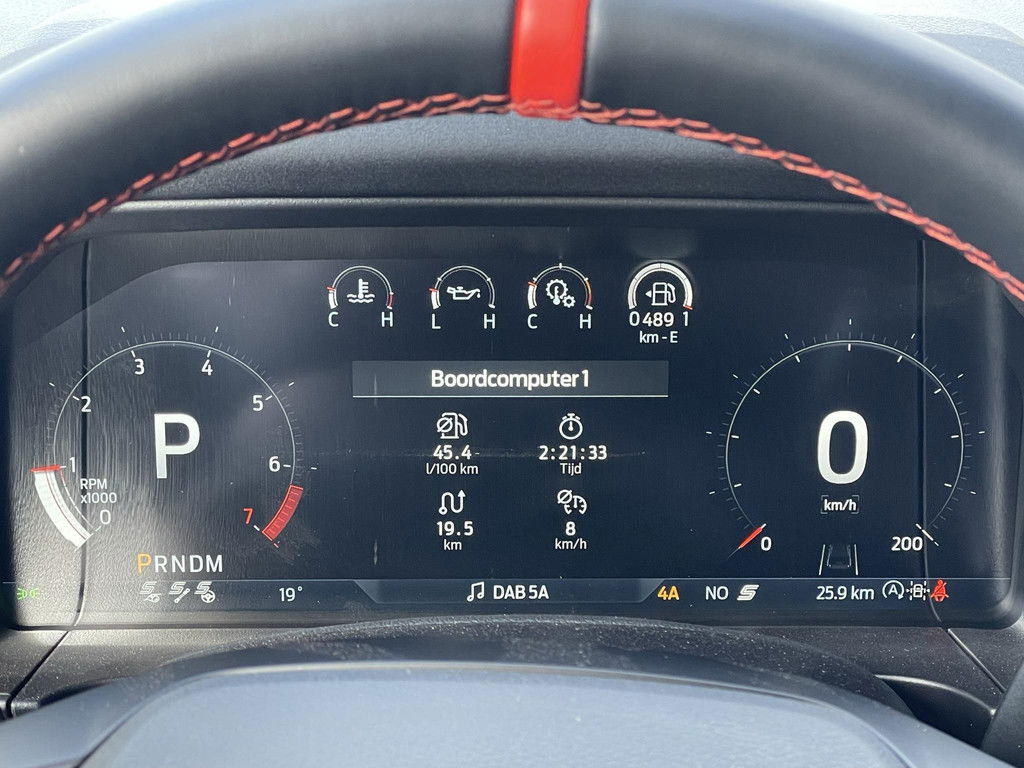 C H
L H
C H
0 489 1
km - E
Boordcomputer 1
45.4
l/100 km
2:21:33
Tijd
19.5
km
8
km/h
0
1
2
3
4
5
6
7
RPM
x1000
P
PRNDM
0
km/h
0
200
19°
DAB 5A
4A
NO S
25.9 km
A